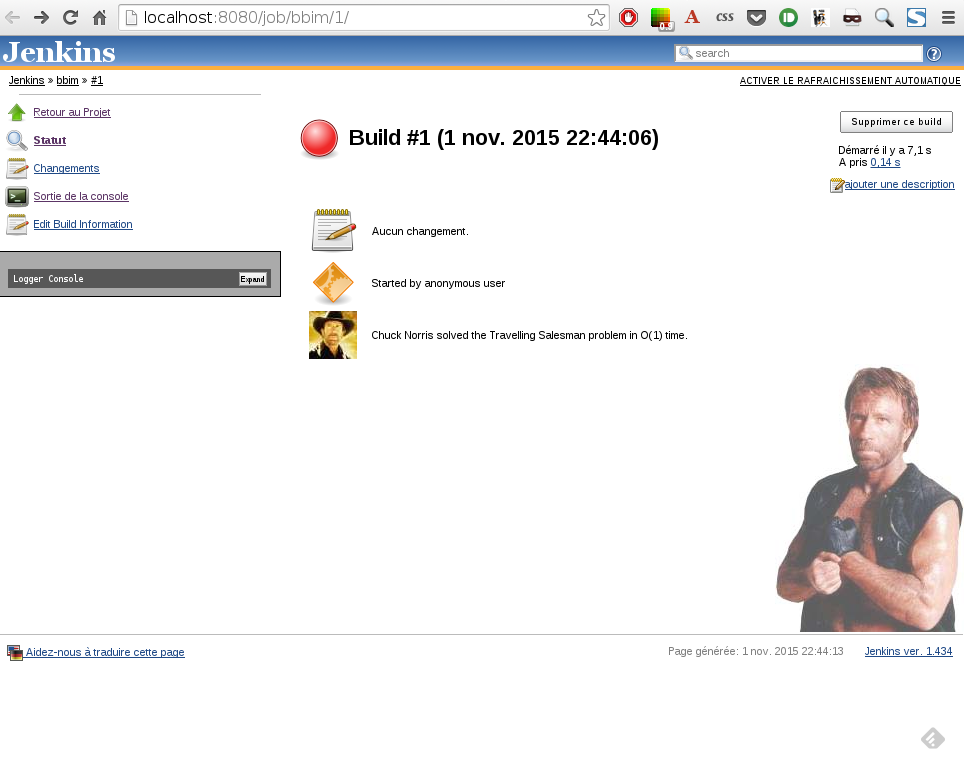 localhost:8080/job/bbim/1/
0.5
A
css
S
Jenkins
search
?
Jenkins » bbim » #1
ACTIVER LE RAFRAICHISSEMENT AUTOMATIQUE
Retour au Projet
Statut
Changements
Sortie de la console
Edit Build Information
Logger Console
Expand
Build #1 (1 nov. 2015 22:44:06)
Supprimer ce build
Démarré il y a 7,1 s
A pris 0,14 s
ajouter une description
Aucun changement.
Started by anonymous user
Chuck Norris solved the Travelling Salesman problem in O(1) time.
Aidez-nous à traduire cette page
Page générée: 1 nov. 2015 22:44:13
Jenkins ver. 1.434